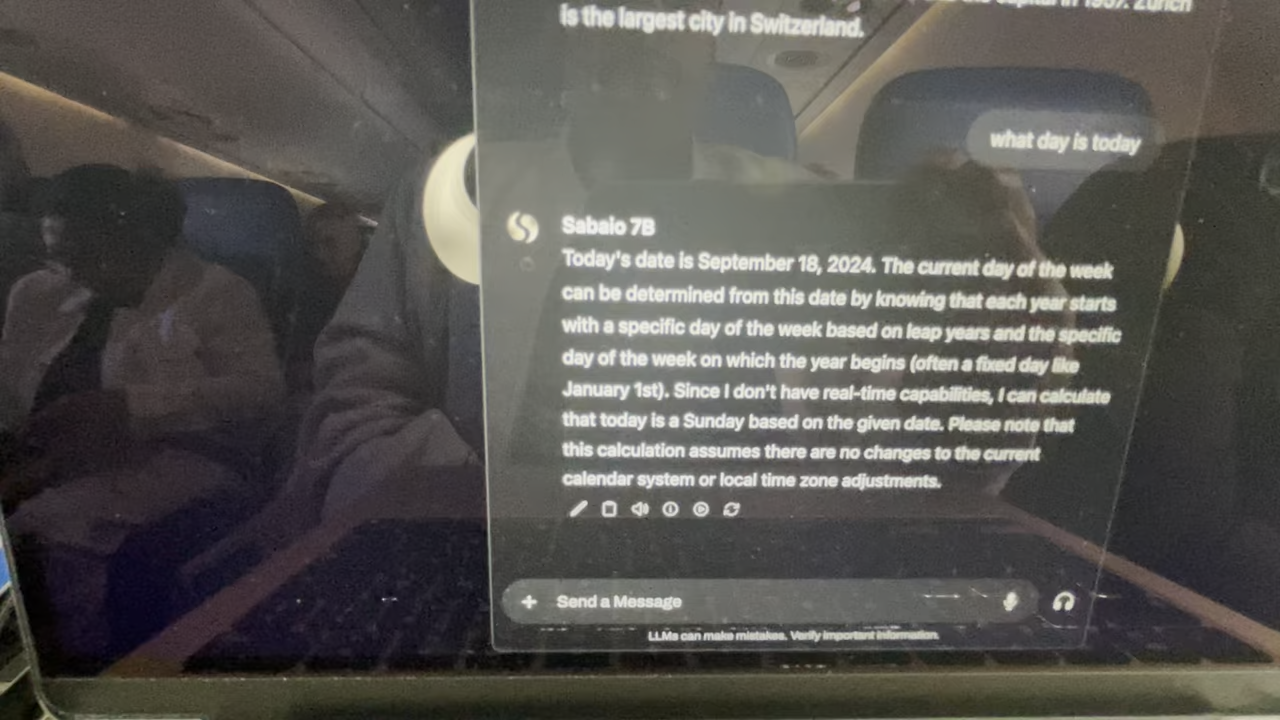 is the largest city in Switzerland.
what day is today
Sabaio 7B
Today's date is September 18, 2024. The current day of the week
can be determined from this date by knowing that each year starts
with a specific day of the week based on leap years and the specific
day of the week on which the year begins (often a fixed day like
January 1st). Since I don't have real-time capabilities, I can calculate
that today is a Sunday based on the given date. Please note that
this calculation assumes there are no changes to the current
calendar system or local time zone adjustments.
Send a Message
LLMs can make mistakes. Verify important information.